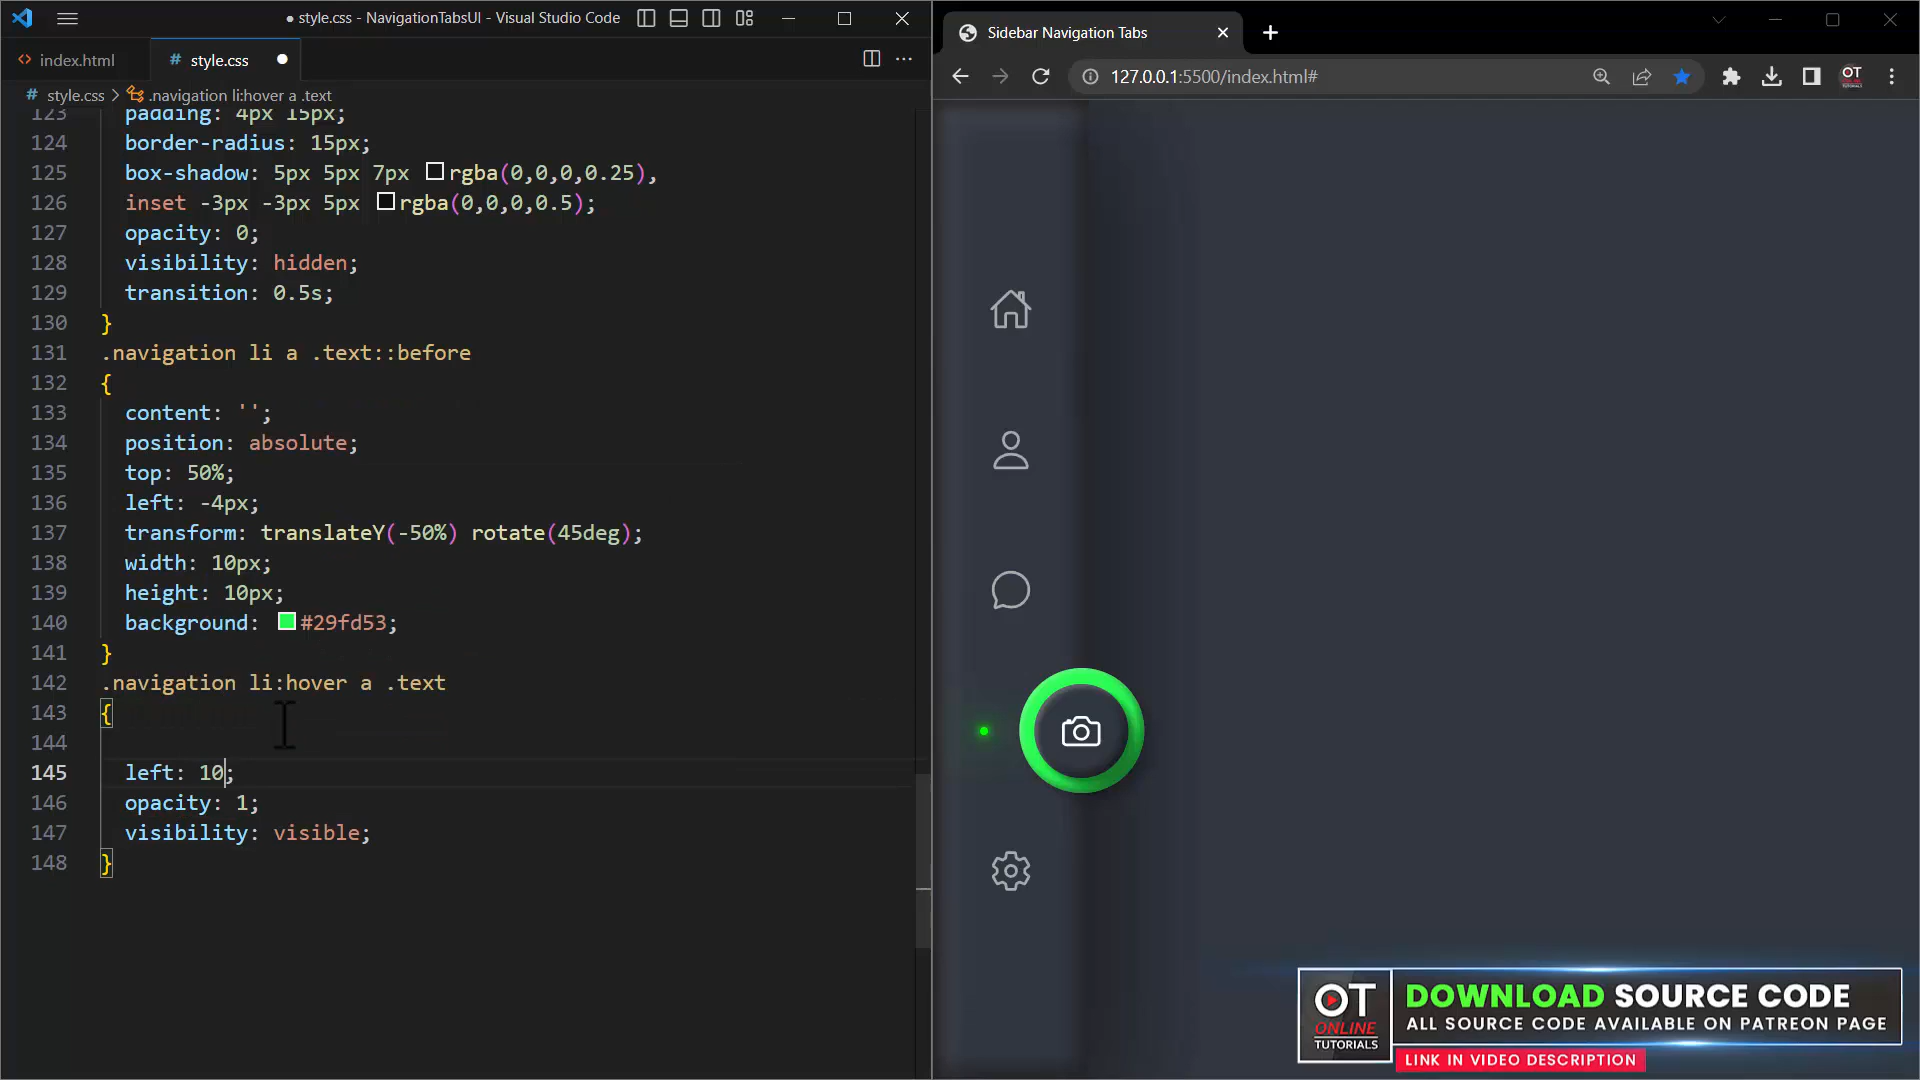 style.css - NavigationTabsUI - Visual Studio Code
index.html
# style.css
# style.css > .navigation li:hover a .text
123 padding: 4px 15px;
124 border-radius: 15px;
125 box-shadow: 5px 5px 7px rgba(0,0,0,0.25),
126 inset -3px -3px 5px rgba(0,0,0,0.5);
127 opacity: 0;
128 visibility: hidden;
129 transition: 0.5s;
130 }
131 .navigation li a .text::before
132 {
133 content: '';
134 position: absolute;
135 top: 50%;
136 left: -4px;
137 transform: translateY(-50%) rotate(45deg);
138 width: 10px;
139 height: 10px;
140 background: #29fd53;
141 }
142 .navigation li:hover a .text
143 {
144
145 left: 10;
146 opacity: 1;
147 visibility: visible;
148 }
Sidebar Navigation Tabs
127.0.0.1:5500/index.html#
OT
ONLINE
TUTORIALS
DOWNLOAD SOURCE CODE
ALL SOURCE CODE AVAILABLE ON PATREON PAGE
LINK IN VIDEO DESCRIPTION